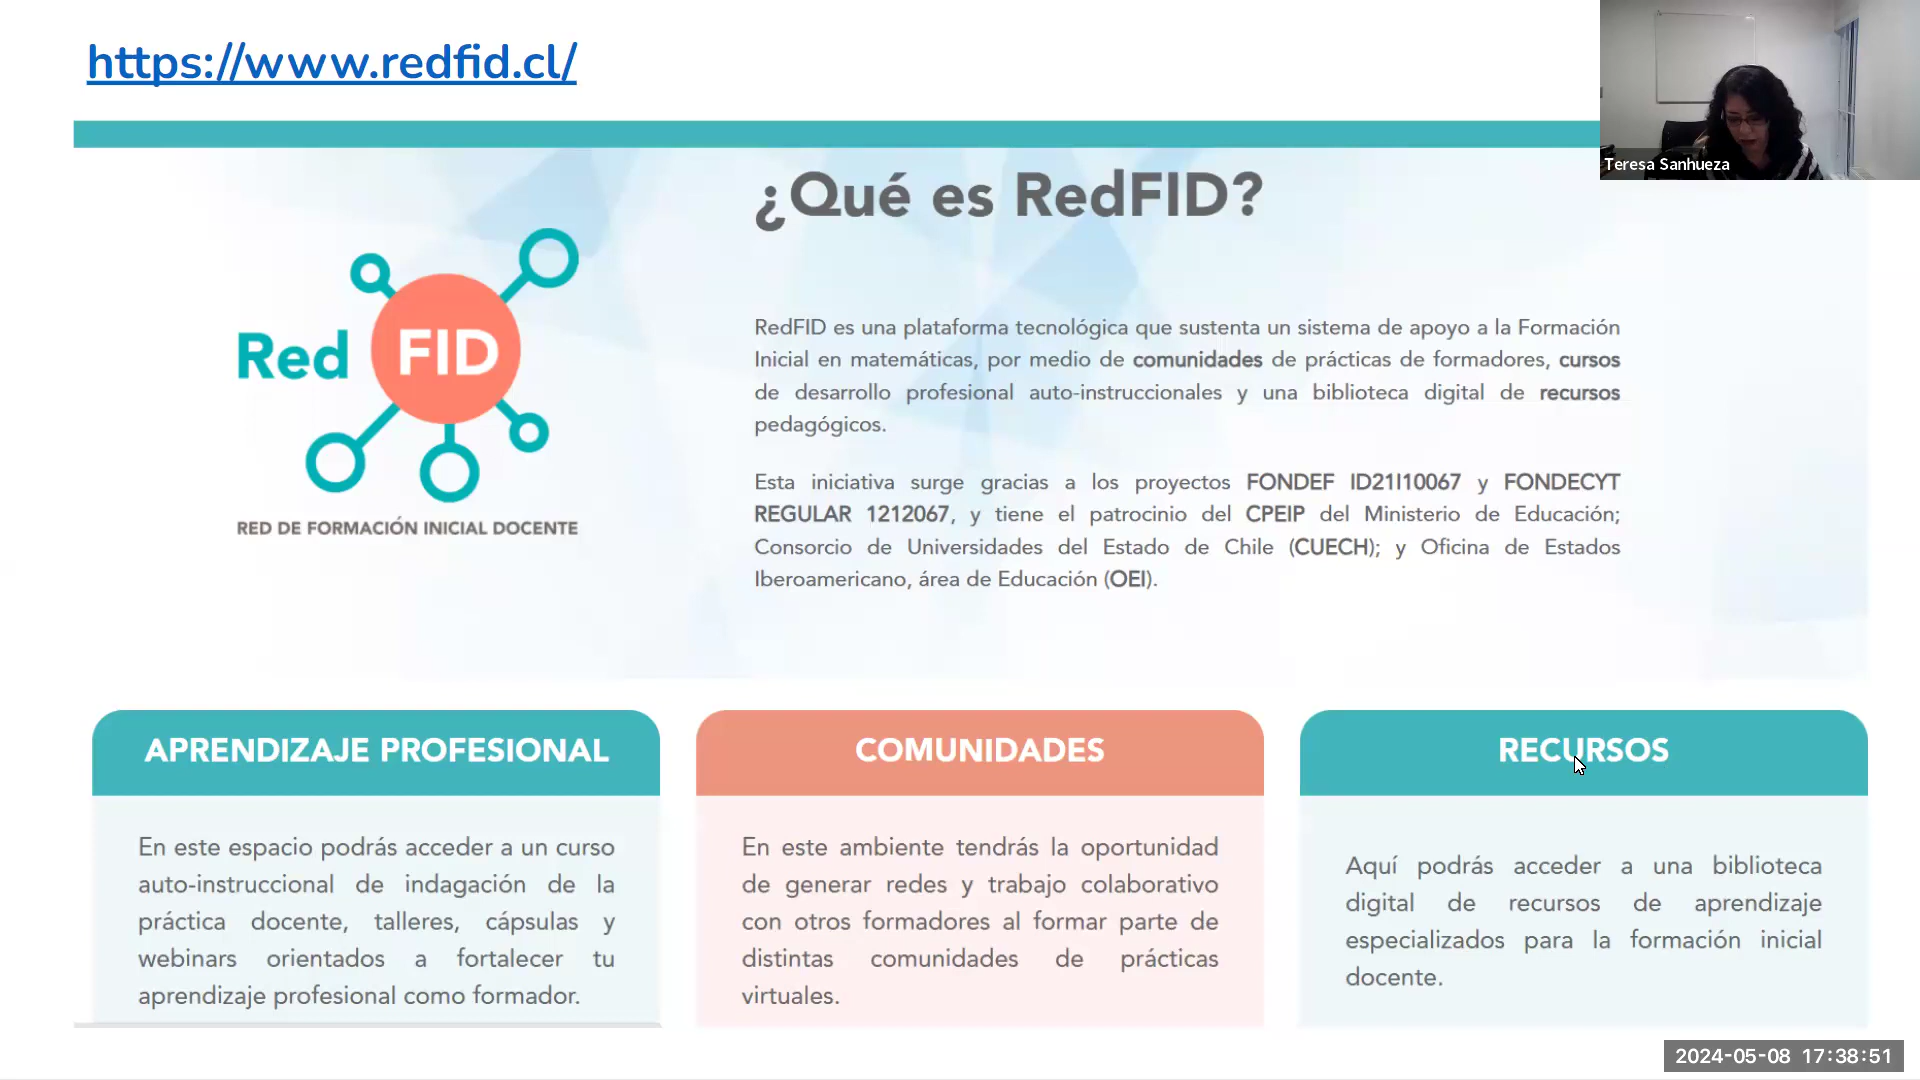 https://www.redfid.cl/
Teresa Sanhueza
¿Qué es RedFID?
Red FID
RED DE FORMACIÓN INICIAL DOCENTE
RedFID es una plataforma tecnológica que sustenta un sistema de apoyo a la Formación
Inicial en matemáticas, por medio de comunidades de prácticas de formadores, cursos
de desarrollo profesional auto-instruccionales y una biblioteca digital de recursos
pedagógicos.
Esta iniciativa surge gracias a los proyectos FONDEF ID21I10067 y FONDECYT
REGULAR 1212067, y tiene el patrocinio del CPEIP del Ministerio de Educación;
Consorcio de Universidades del Estado de Chile (CUECH); y Oficina de Estados
Iberoamericano, área de Educación (OEI).
APRENDIZAJE PROFESIONAL
En este espacio podrás acceder a un curso
auto-instruccional de indagación de la
práctica docente, talleres, cápsulas y
webinars orientados a fortalecer tu
aprendizaje profesional como formador.
COMUNIDADES
En este ambiente tendrás la oportunidad
de generar redes y trabajo colaborativo
con otros formadores al formar parte de
distintas comunidades de prácticas
virtuales.
RECURSOS
Aquí podrás acceder a una biblioteca
digital de recursos de aprendizaje
especializados para la formación inicial
docente.
2024-05-08 17:38:51